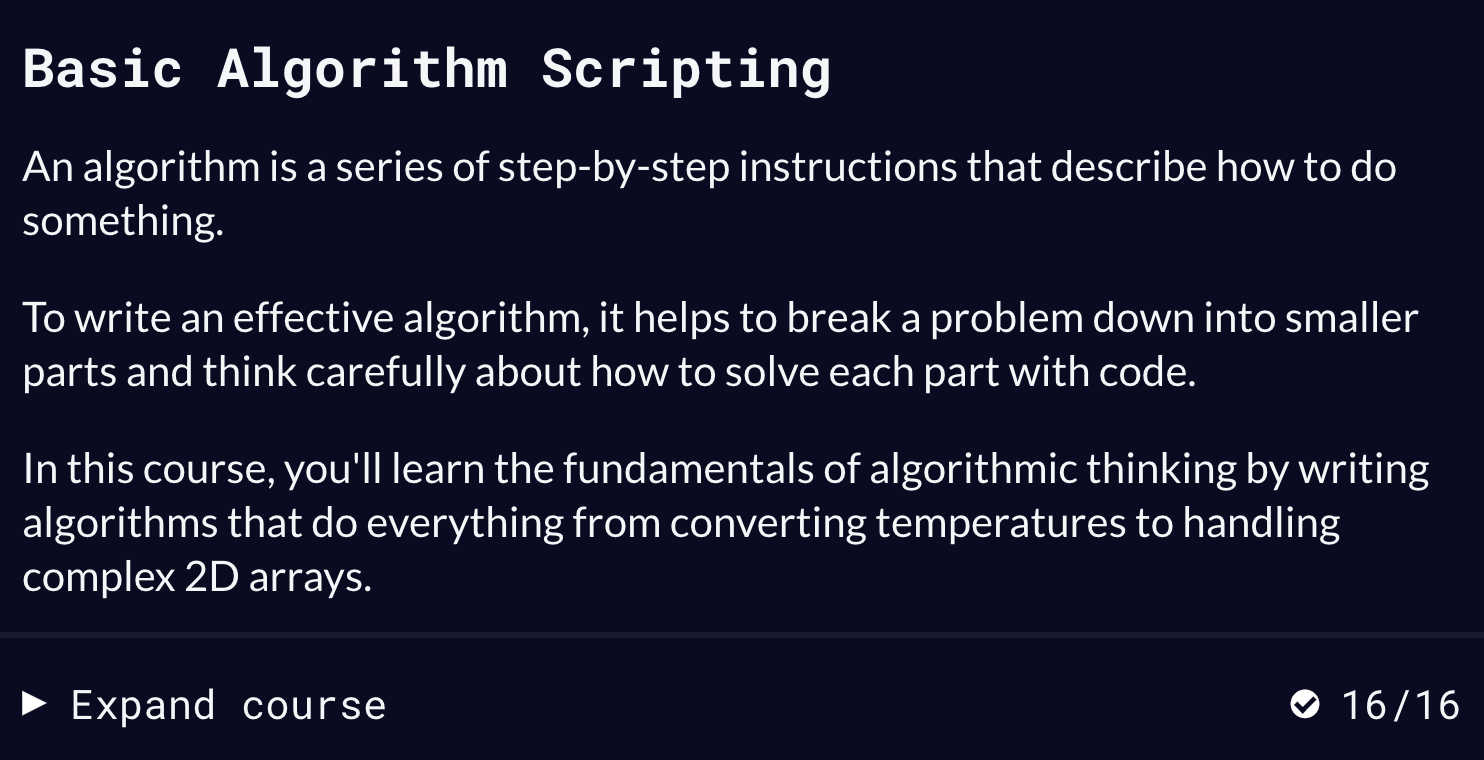 Basic Algorithm Scripting
An algorithm is a series of step-by-step instructions that describe how to do
something.
To write an effective algorithm, it helps to break a problem down into smaller
parts and think carefully about how to solve each part with code.
In this course, you'll learn the fundamentals of algorithmic thinking by writing
algorithms that do everything from converting temperatures to handling
complex 2D arrays.
Expand course
16/16